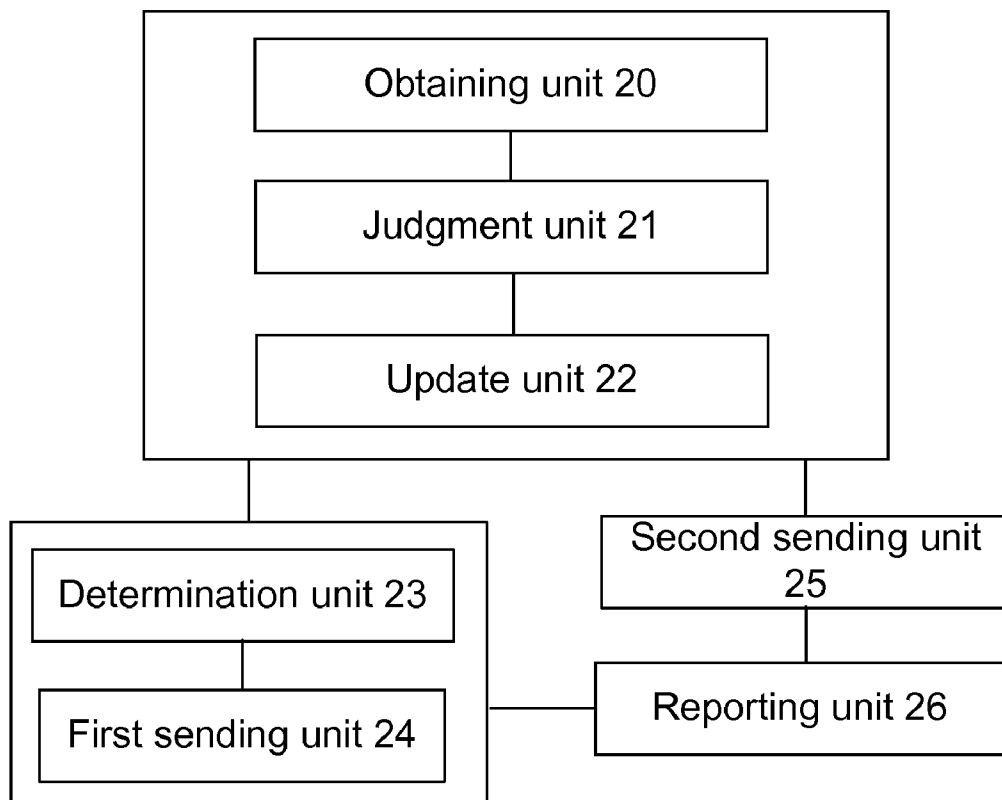 Obtaining unit 20
Judgment unit 21
Update unit 22
Determination unit 23
First sending unit 24
Second sending unit
25
Reporting unit 26